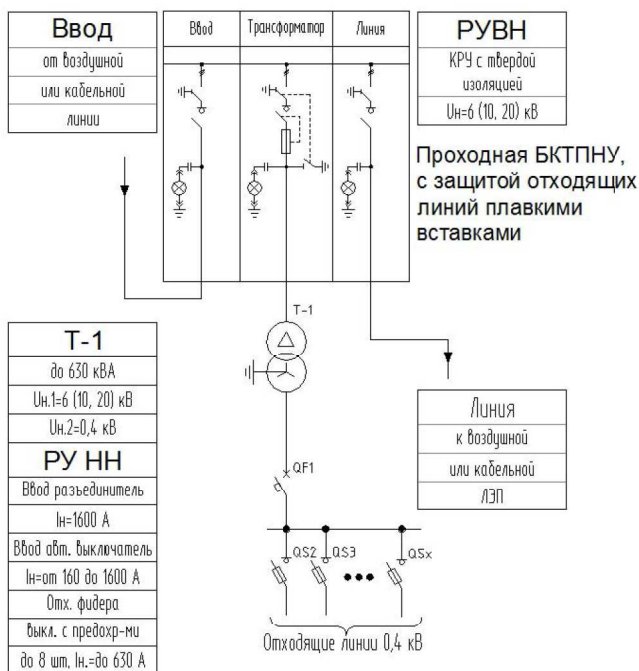 Ввод
от воздушной
или кабельной
линии
Ввод
Трансформатор
Линия
РУВН
КРУ с твердой
изоляцией
Uн=6 (10, 20) кВ
Проходная БКТПНУ,
с защитой отходящих
линий плавкими
вставками
Т-1
Т-1
до 630 кВА
Uн.1=6 (10, 20) кВ
Uн.2=0,4 кВ
РУ НН
Ввод разъединитель
Iн=1600 А
Ввод авт. выключатель
Iн=от 160 до 1600 А
Отх. фидера
выкл. с предохр-ми
до 8 шт, Iн.=до 630 А
Линия
к воздушной
или кабельной
ЛЭП
QF1
QS2
QS3
QSx
Отходящие линии 0,4 кВ